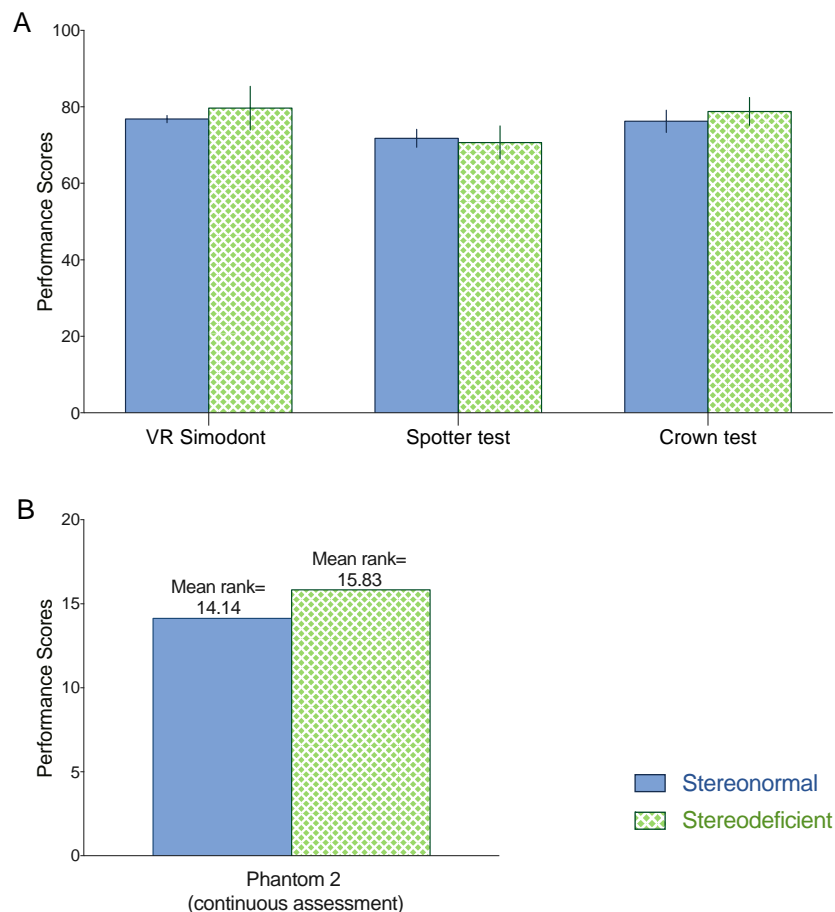 A
100
80
60
40
20
0
Performance Scores
VR Simodont
Spotter test
Crown test
B
20
15
10
5
0
Performance Scores
Mean rank=
14.14
Mean rank=
15.83
Phantom 2
(continuous assessment)
Stereonormal
Stereodeficient